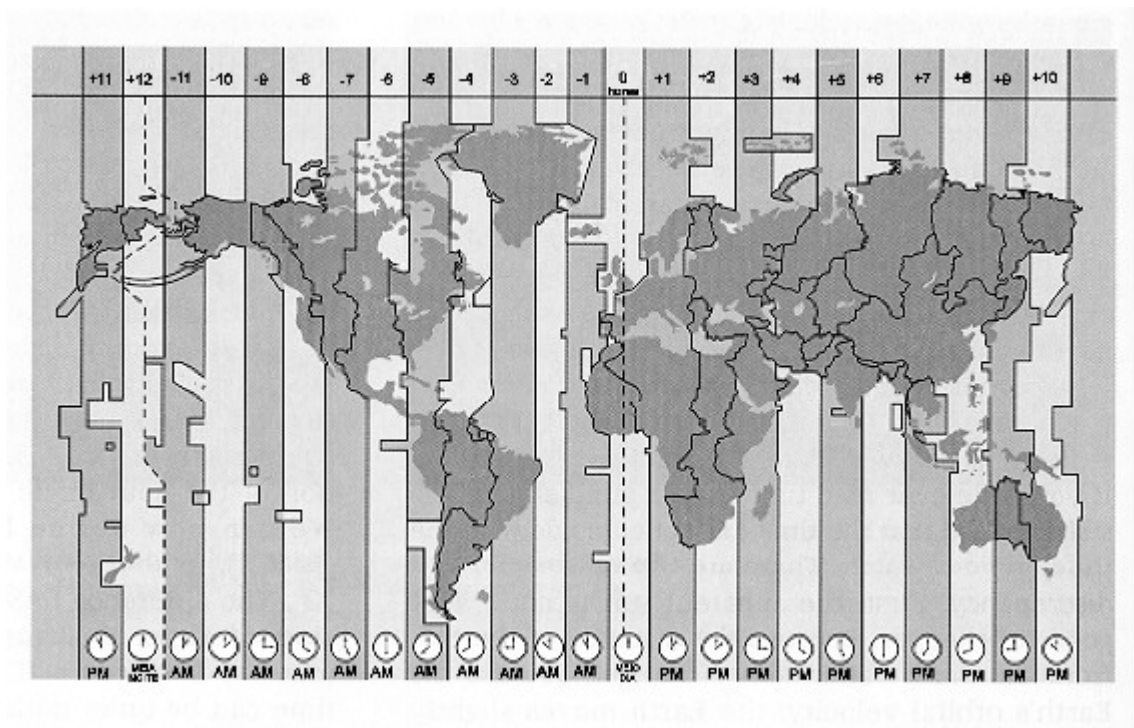 +11 +12 -11 -10 -9 -8 -7 -6 -5 -4 -3 -2 -1 0 +1 +2 +3 +4 +5 +6 +7 +8 +9 +10
horas
PM MEIA AM AM AM AM AM AM AM AM AM AM AM MEIO PM PM PM PM PM PM PM PM PM PM
NOITE DIA